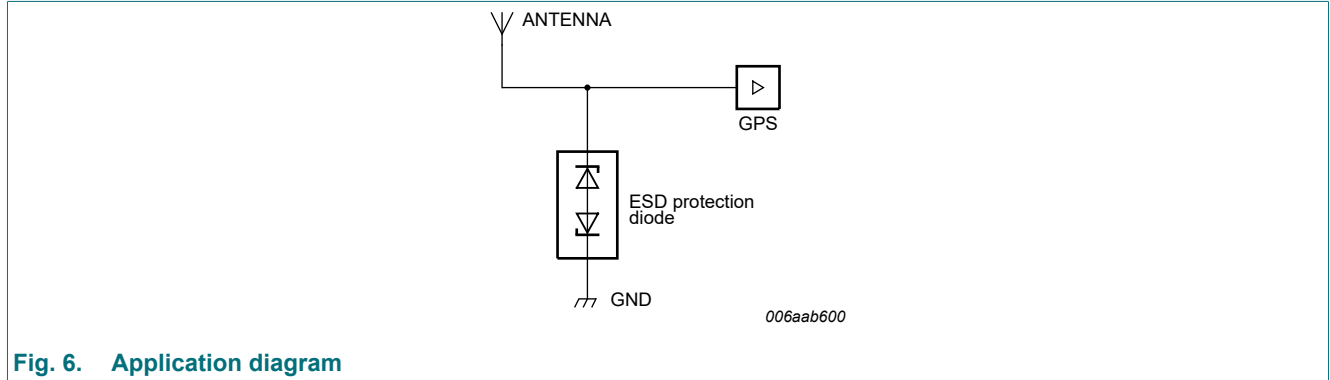 ANTENNA
GPS
ESD protection
diode
GND
006aab600
Fig. 6. Application diagram